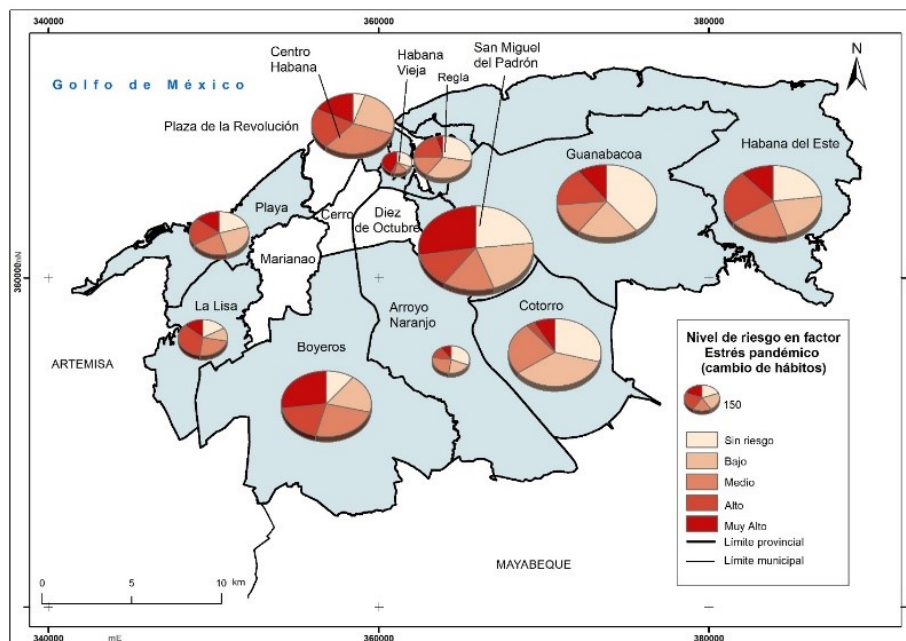 340000
360000
380000
N
Golfo de México
Centro
Habana
Habana
Vieja
Regla
San Miguel
del Padrón
Plaza de la Revolución
Guanabacoa
Habana del Este
Playa
Cerro
Diez
de Octubre
Marianao
La Lisa
Arroyo
Naranjo
Cotorro
Boyeros
ARTEMISA
MAYABEQUE
Nivel de riesgo en factor
Estrés pandémico
(cambio de hábitos)
150
Sin riesgo
Bajo
Medio
Alto
Muy Alto
Límite provincial
Límite municipal
0 5 10 km
340000
mE
360000
380000